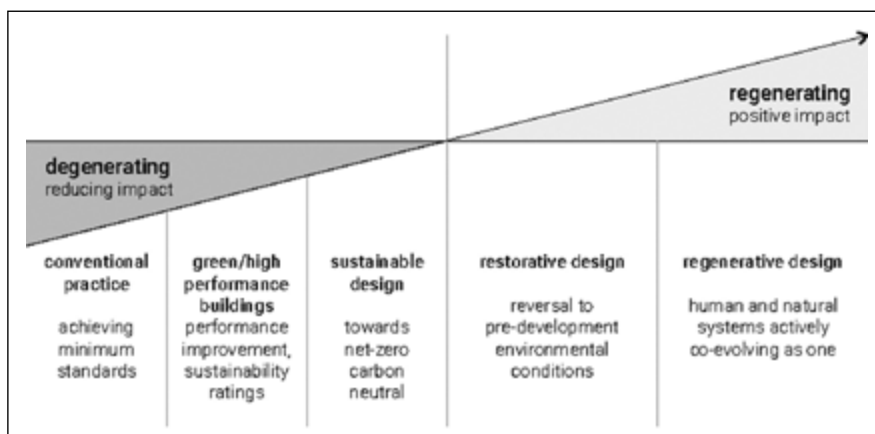 regenerating
positive impact
degenerating
reducing impact
conventional
practice
achieving
minimum
standards
green/high
performance
buildings
performance
improvement,
sustainability
ratings
sustainable
design
towards
net-zero
carbon
neutral
restorative design
reversal to
pre-development
environmental
conditions
regenerative design
human and natural
systems actively
co-evolving as one